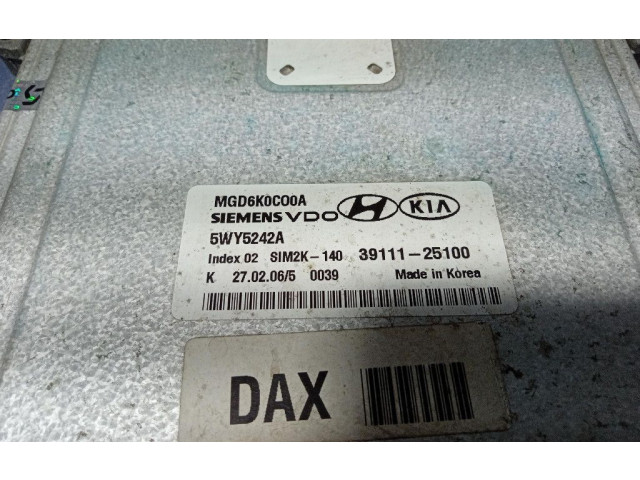 MGD6K0C00A
SIEMENS VDO KIA
5WY5242A
Index 02 SIM2K-140 39111-25100
K 27.02.06/5 0039 Made in Korea
DAX